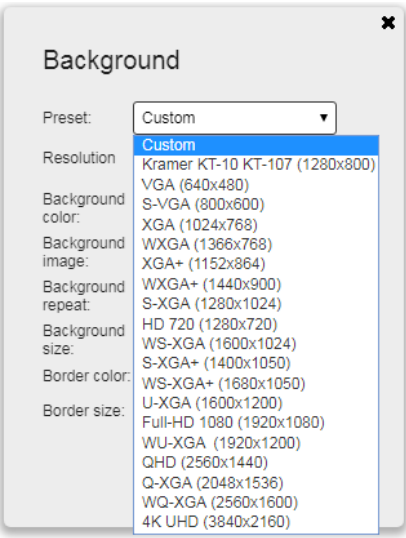 ✖
Background
Preset:
Custom ▼
Custom
Kramer KT-10 KT-107 (1280x800)
Resolution
VGA (640x480)
S-VGA (800x600)
Background
color:
XGA (1024x768)
WXGA (1366x768)
Background
image:
XGA+ (1152x864)
WXGA+ (1440x900)
Background
repeat:
S-XGA (1280x1024)
HD 720 (1280x720)
Background
size:
WS-XGA (1600x1024)
S-XGA+ (1400x1050)
Border color:
WS-XGA+ (1680x1050)
U-XGA (1600x1200)
Border size:
Full-HD 1080 (1920x1080)
WU-XGA  (1920x1200)
QHD (2560x1440)
Q-XGA (2048x1536)
WQ-XGA (2560x1600)
4K UHD (3840x2160)